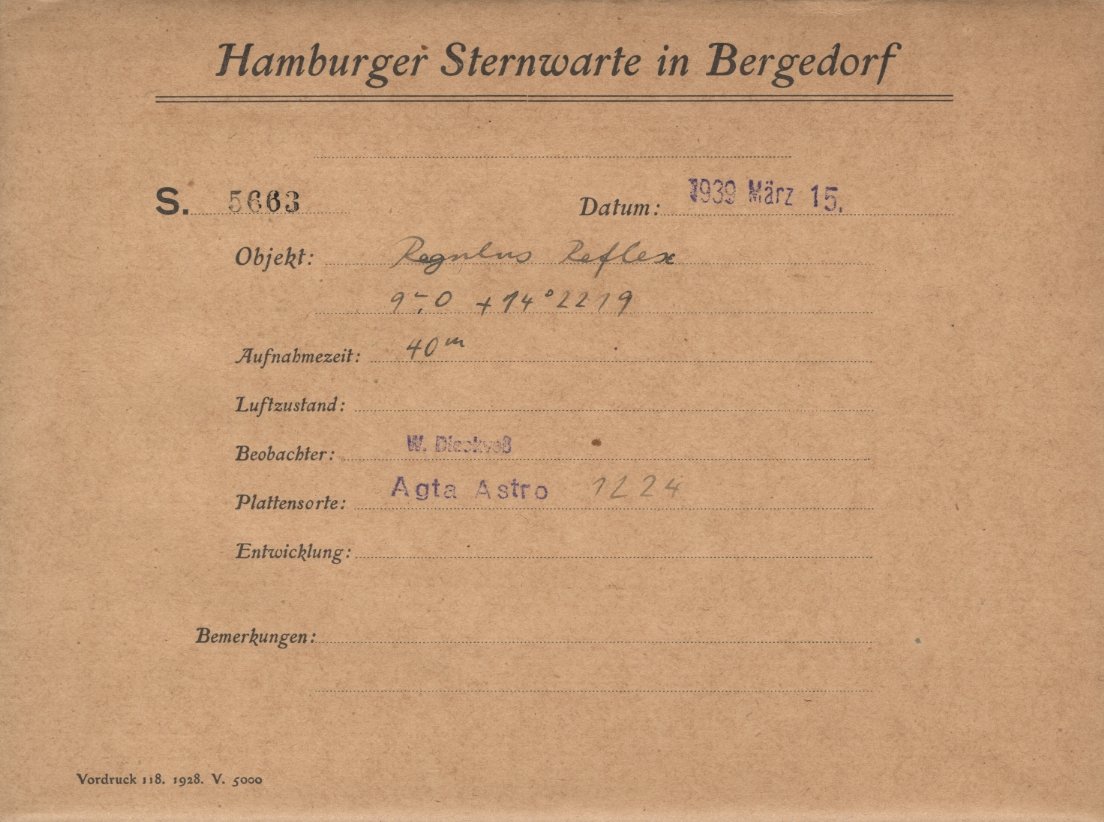 Hamburger Sternwarte in Bergedorf
S. 5663 Datum: 1939 März 15.
Objekt: Regulus Reflex
9 m, 0 +14° 2219
Aufnahmezeit: 40 m
Luftzustand:
Beobachter: W. Dieckvoß
Plattensorte: Agfa Astro 1224
Entwicklung:
Bemerkungen:
Vordruck 118. 1928. V. 5000